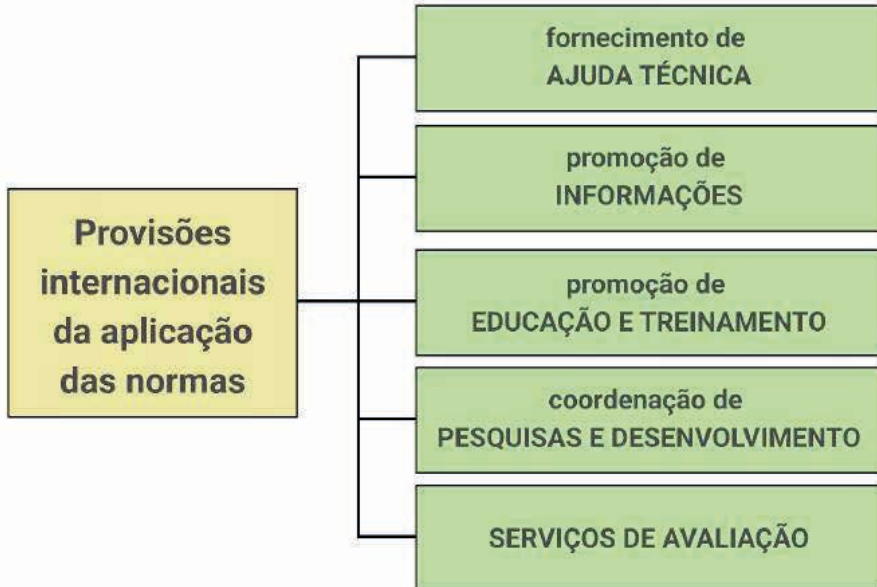 Provisões
internacionais
da aplicação
das normas
fornecimento de
AJUDA TÉCNICA
promoção de
INFORMAÇÕES
promoção de
EDUCAÇÃO E TREINAMENTO
coordenação de
PESQUISAS E DESENVOLVIMENTO
SERVIÇOS DE AVALIAÇÃO